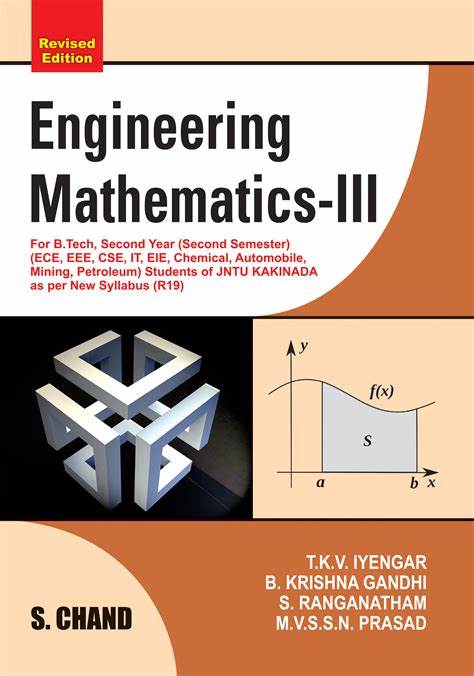 Revised
Edition
Engineering
Mathematics-III
For B.Tech, Second Year (Second Semester)
(ECE, EEE, CSE, IT, EIE, Chemical, Automobile,
Mining, Petroleum) Students of JNTU KAKINADA
as per New Syllabus (R19)
y
f(x)
S
a
b
x
T.K.V. IYENGAR
B. KRISHNA GANDHI
S. RANGANATHAM
M.V.S.S.N. PRASAD
S. CHAND